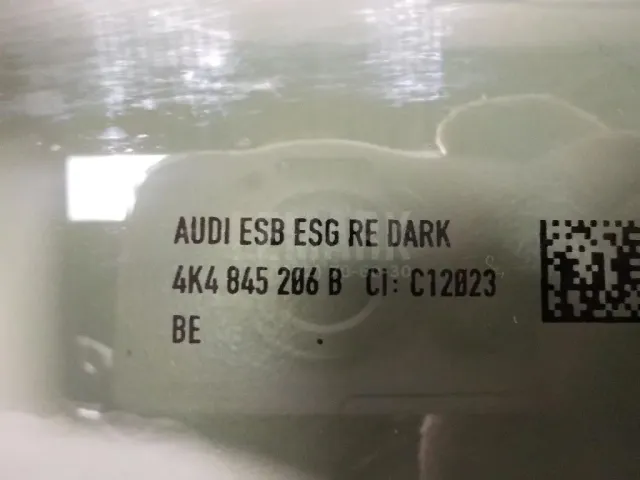 AUDI ESB ESG RE DARK
4K4 845 206 B CI: C12023
BE